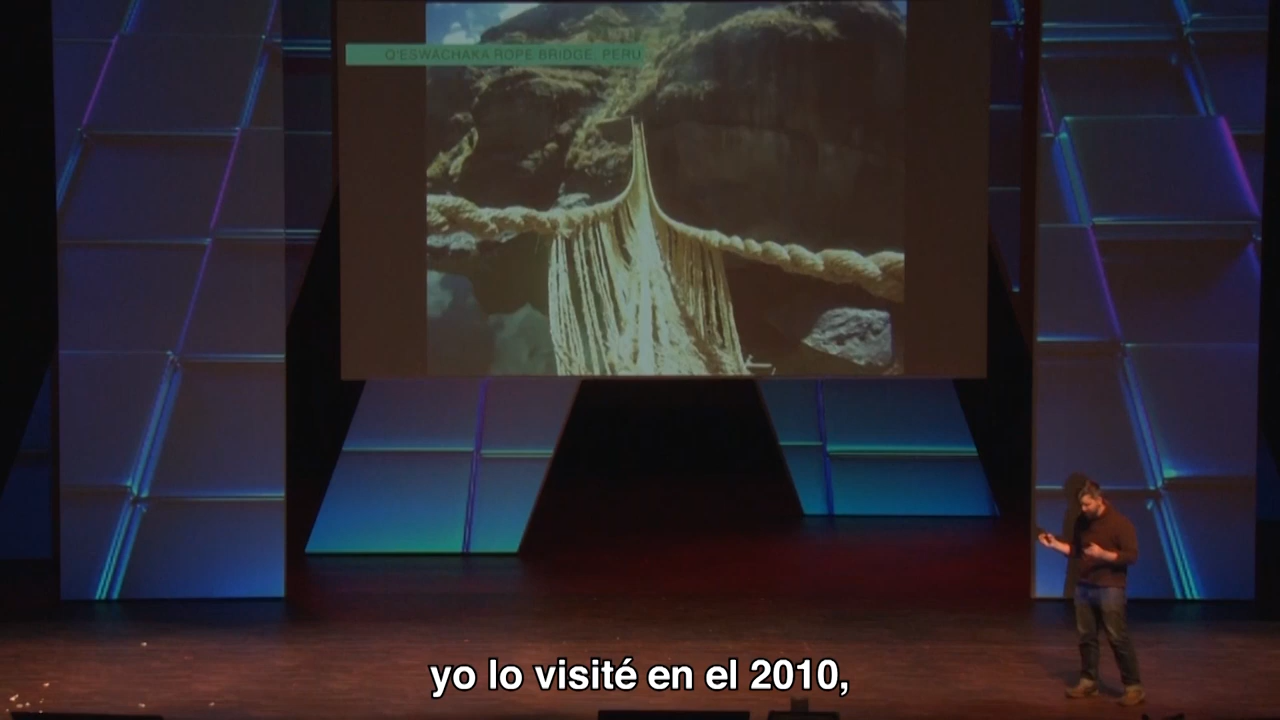 Q'ESWACHAKA ROPE BRIDGE, PERU
yo lo visité en el 2010,